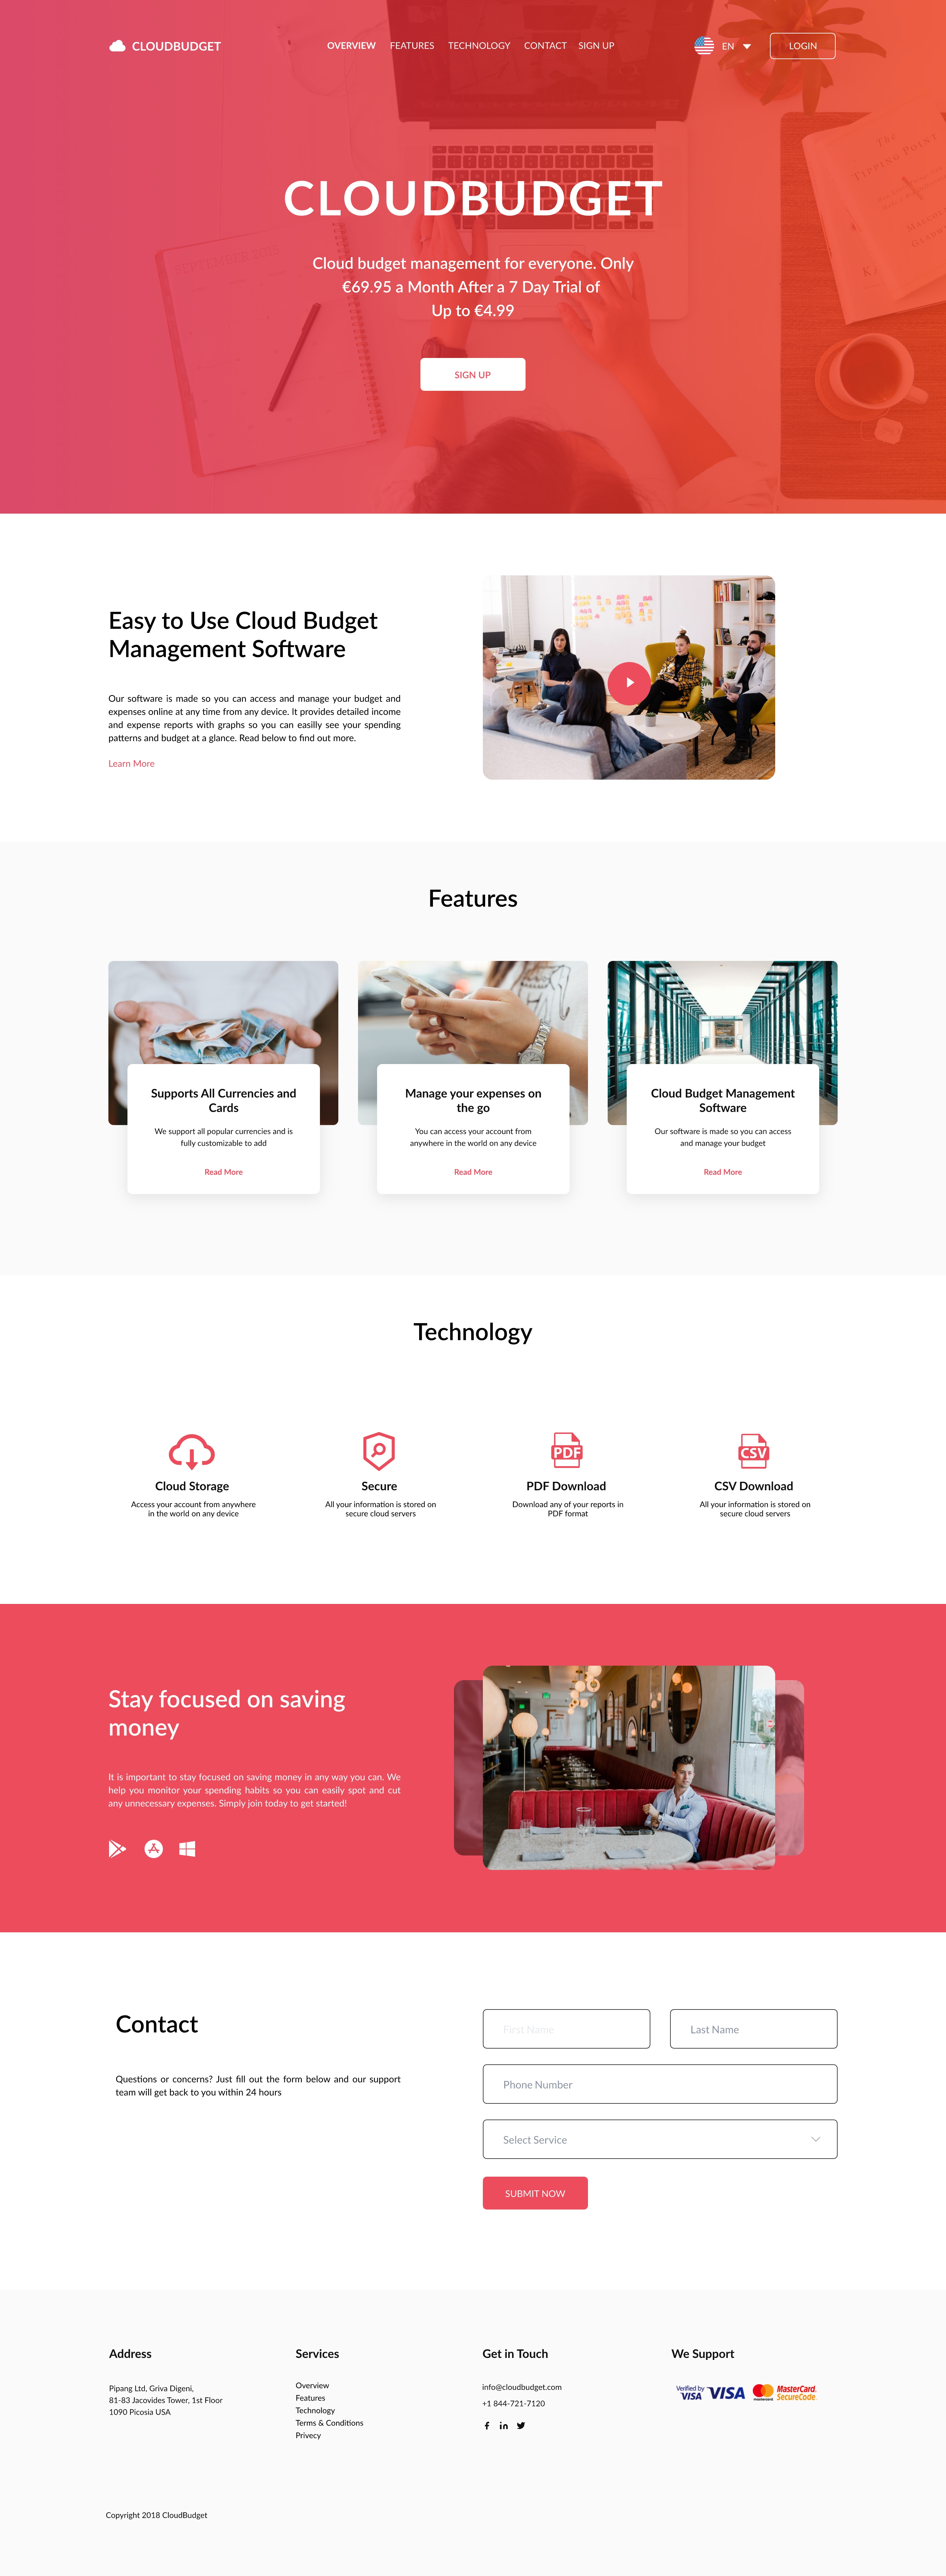 CLOUDBUDGET
OVERVIEW FEATURES TECHNOLOGY CONTACT SIGN UP
EN
LOGIN
The
TIPPING POINT
SEPTEMBER 2015
CLOUDBUDGET
Cloud budget management for everyone. Only
€69.95 a Month After a 7 Day Trial of
Up to €4.99
SIGN UP
Easy to Use Cloud Budget
Management Software
Our software is made so you can access and manage your budget and
expenses online at any time from any device. It provides detailed income
and expense reports with graphs so you can easilly see your spending
patterns and budget at a glance. Read below to find out more.
Learn More
Features
Supports All Currencies and
Cards
We support all popular currencies and is
fully customizable to add
Read More
Manage your expenses on
the go
You can access your account from
anywhere in the world on any device
Read More
Cloud Budget Management
Software
Our software is made so you can access
and manage your budget
Read More
Technology
Cloud Storage
Access your account from anywhere
in the world on any device
Secure
All your information is stored on
secure cloud servers
PDF
PDF Download
Download any of your reports in
PDF format
CSV
CSV Download
All your information is stored on
secure cloud servers
Stay focused on saving
money
It is important to stay focused on saving money in any way you can. We
help you monitor your spending habits so you can easily spot and cut
any unnecessary expenses. Simply join today to get started!
Contact
Questions or concerns? Just fill out the form below and our support
team will get back to you within 24 hours
First Name
Last Name
Phone Number
Select Service
SUBMIT NOW
Address
Pipang Ltd, Griva Digeni,
81-83 Jacovides Tower, 1st Floor
1090 Picosia USA
Services
Overview
Features
Technology
Terms & Conditions
Privecy
Get in Touch
info@cloudbudget.com
+1 844-721-7120
We Support
Verified by
VISA
VISA
mastercard
MasterCard.
SecureCode.
Copyright 2018 CloudBudget